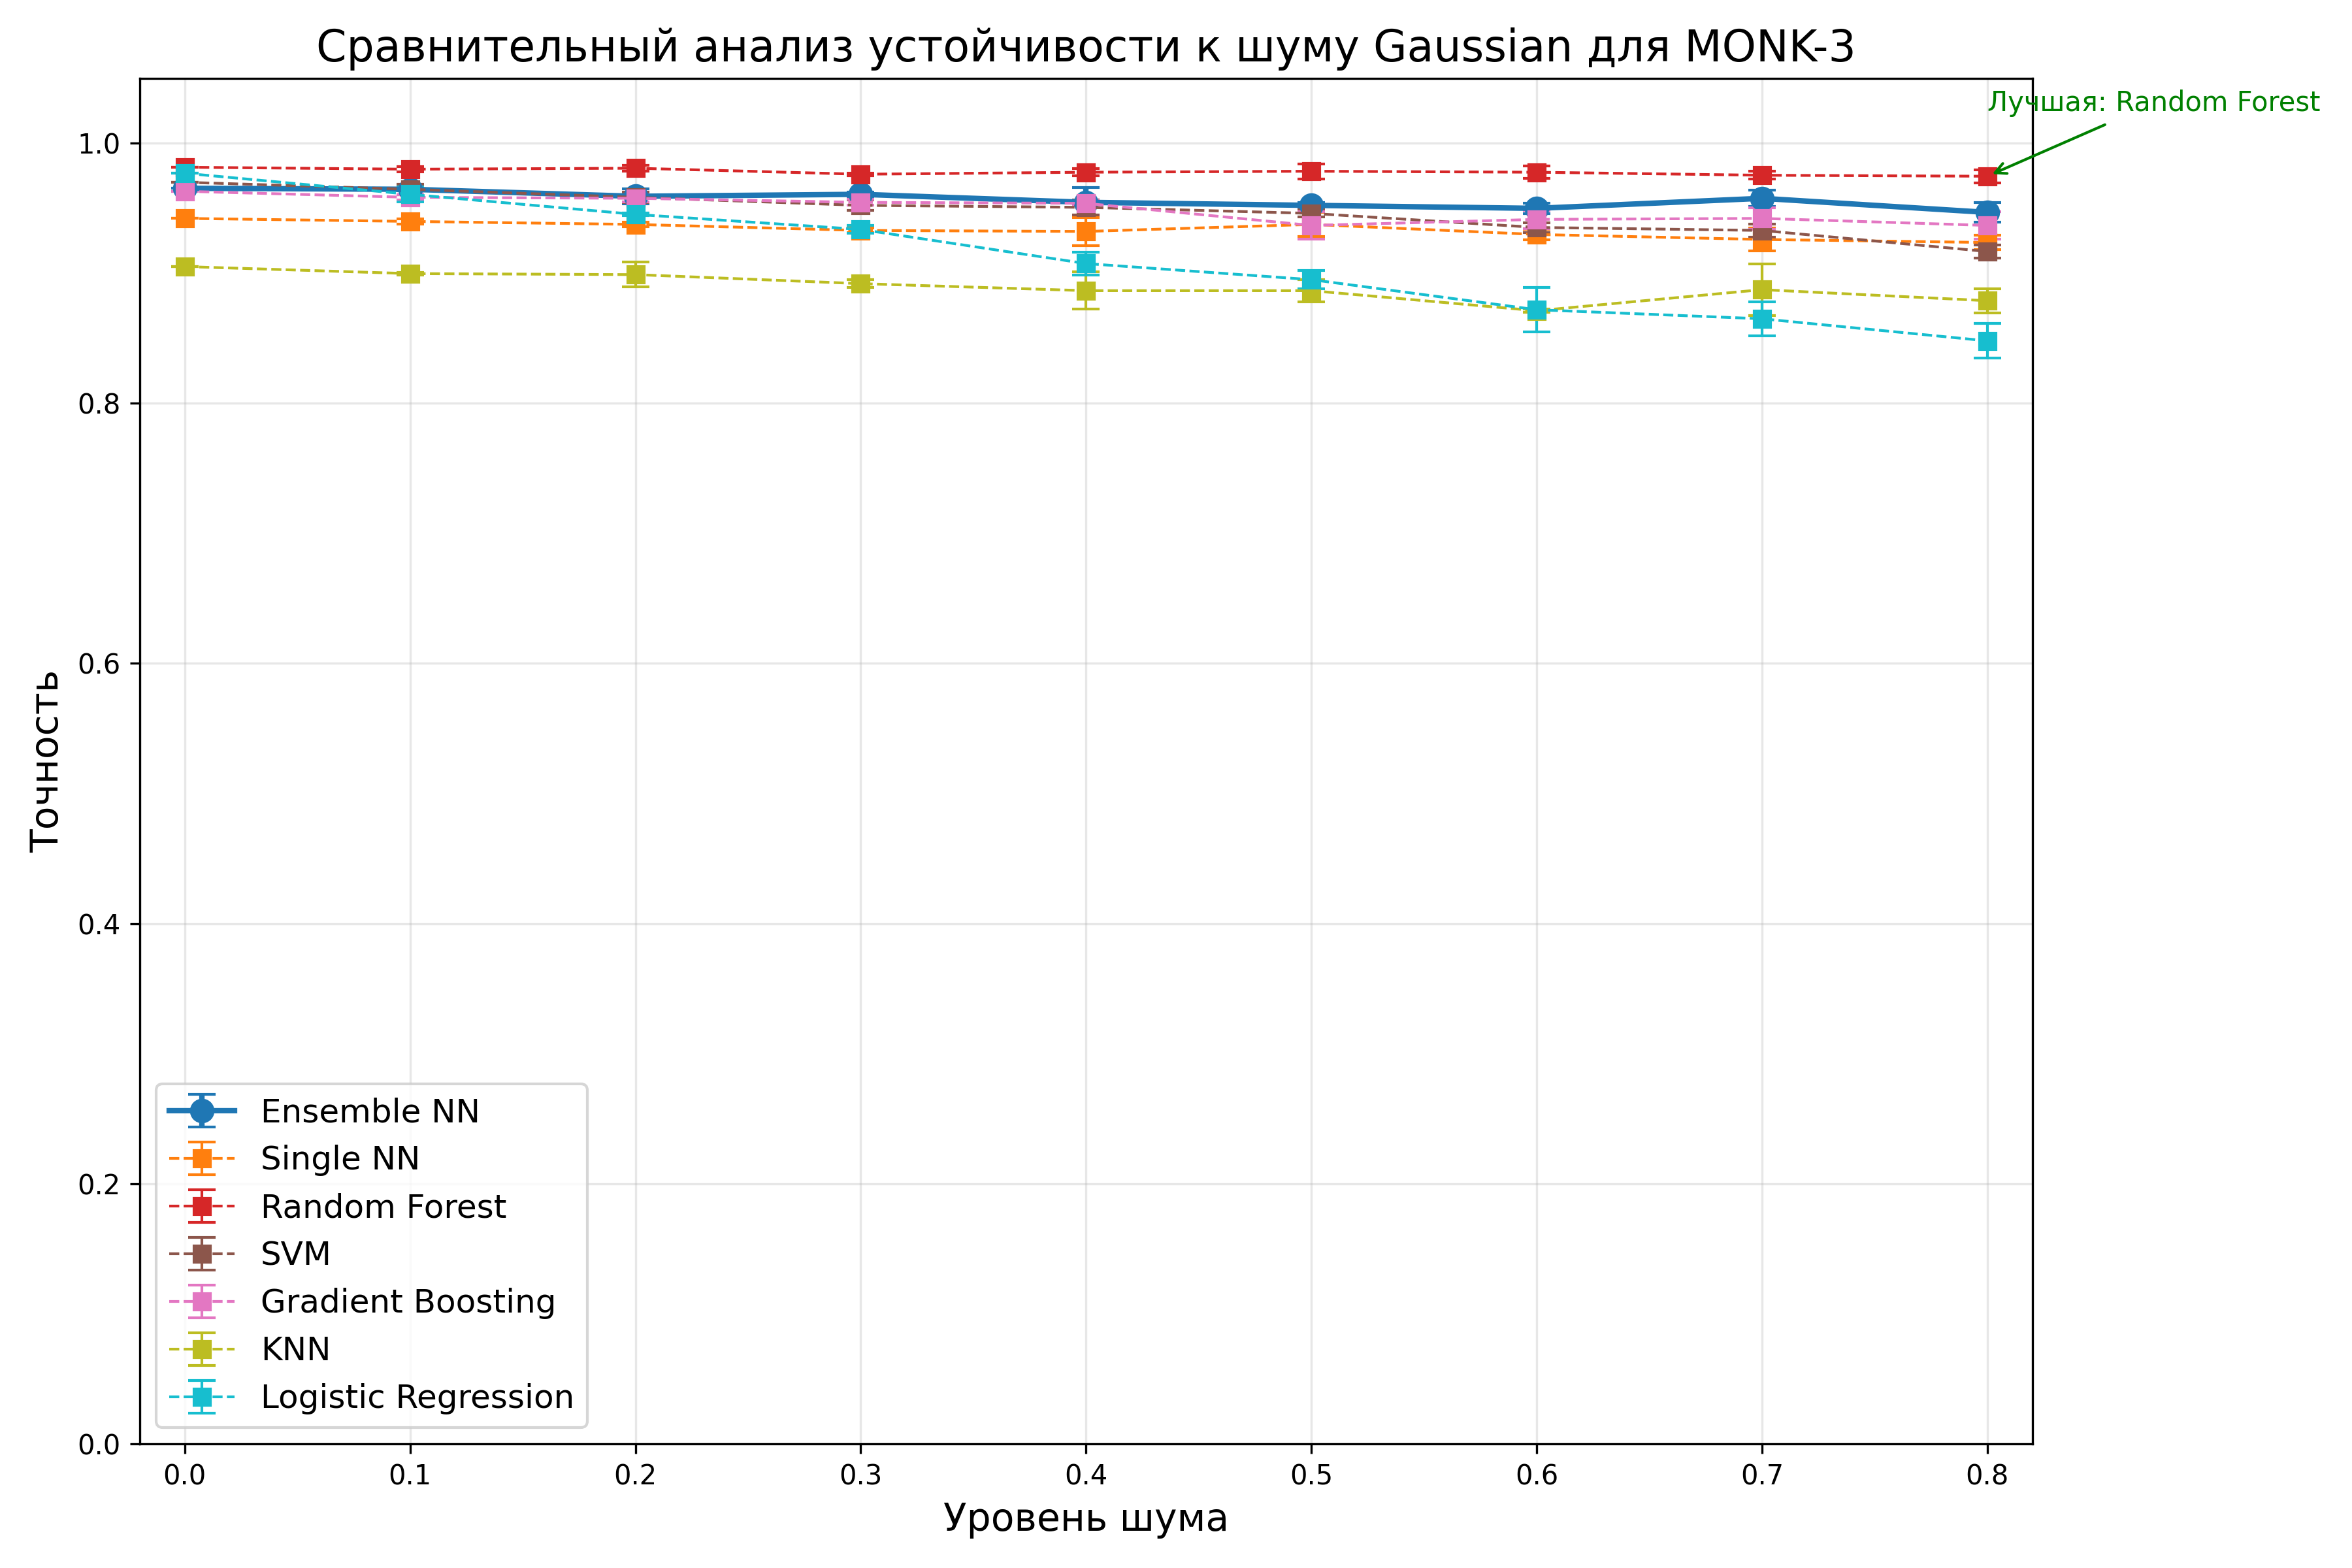 Сравнительный анализ устойчивости к шуму Gaussian для MONK-3
Лучшая: Random Forest
Точность
1.0
0.8
0.6
0.4
0.2
0.0
Ensemble NN
Single NN
Random Forest
SVM
Gradient Boosting
KNN
Logistic Regression
0.0 0.1 0.2 0.3 0.4 0.5 0.6 0.7 0.8
Уровень шума